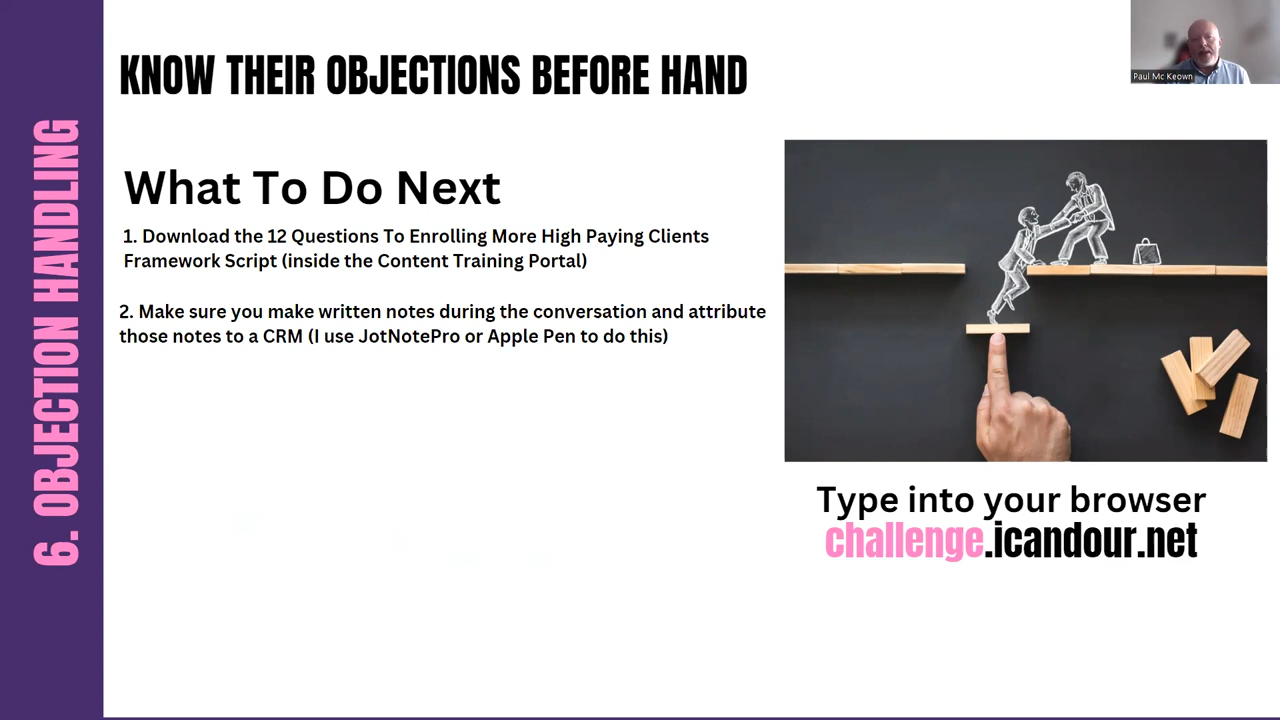 KNOW THEIR OBJECTIONS BEFORE HAND
Paul Mc Keown
6. OBJECTION HANDLING
What To Do Next
1. Download the 12 Questions To Enrolling More High Paying Clients
Framework Script (inside the Content Training Portal)
2. Make sure you make written notes during the conversation and attribute
those notes to a CRM (I use JotNotePro or Apple Pen to do this)
Type into your browser
challenge.icandour.net